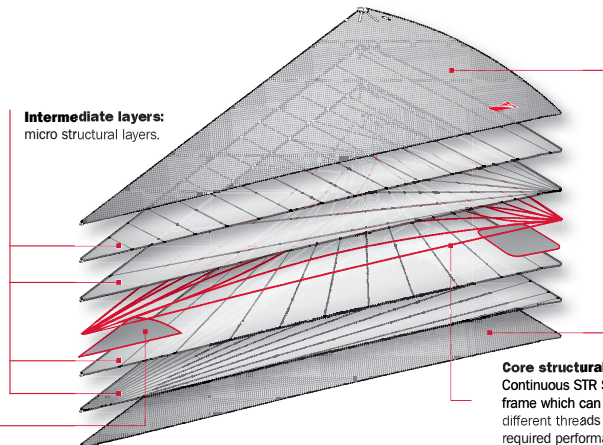 Intermediate layers:
micro structural layers.
Core structural
Continuous STR S
frame which can
different threads
required performa